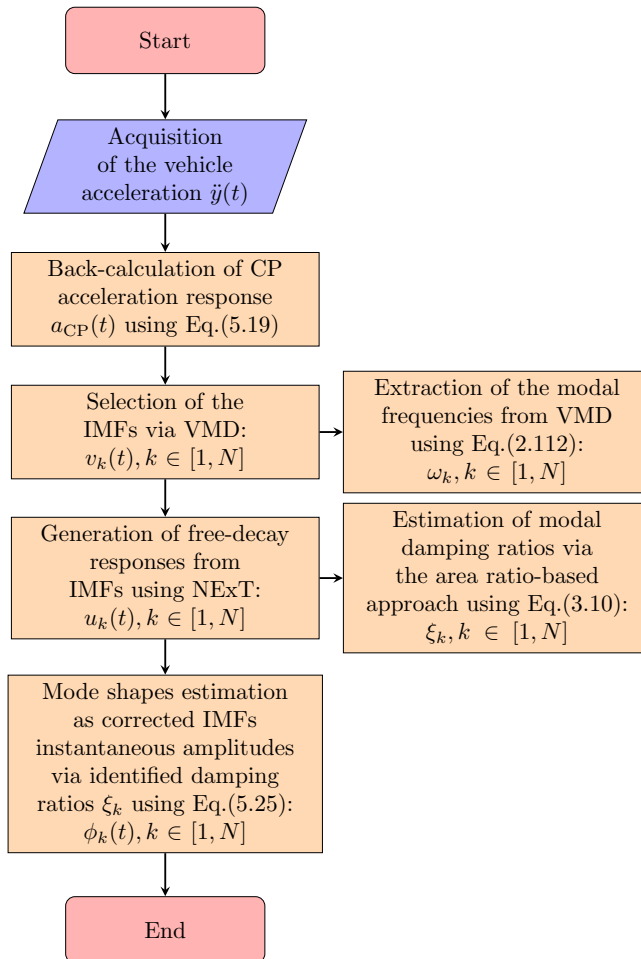 Start
Acquisition
of the vehicle
acceleration ÿ(t)
Back-calculation of CP
acceleration response
a_CP(t) using Eq.(5.19)
Selection of the
IMFs via VMD:
v_k(t), k ∈ [1, N]
Extraction of the modal
frequencies from VMD
using Eq.(2.112):
ω_k, k ∈ [1, N]
Generation of free-decay
responses from
IMFs using NExT:
u_k(t), k ∈ [1, N]
Estimation of modal
damping ratios via
the area ratio-based
approach using Eq.(3.10):
ξ_k, k ∈ [1, N]
Mode shapes estimation
as corrected IMFs
instantaneous amplitudes
via identified damping
ratios ξ_k using Eq.(5.25):
ϕ_k(t), k ∈ [1, N]
End